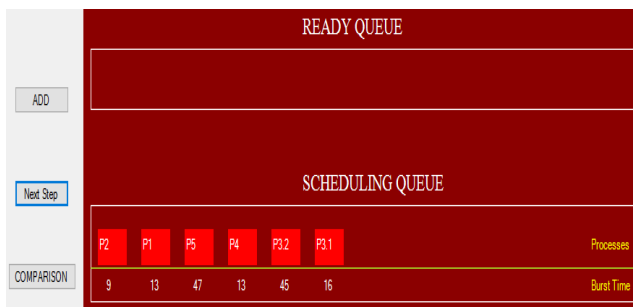 READY QUEUE
ADD
Next Step
SCHEDULING QUEUE
P2 P1 P5 P4 P3.2 P3.1 Processes
COMPARISON
9 13 47 13 45 16 Burst Time